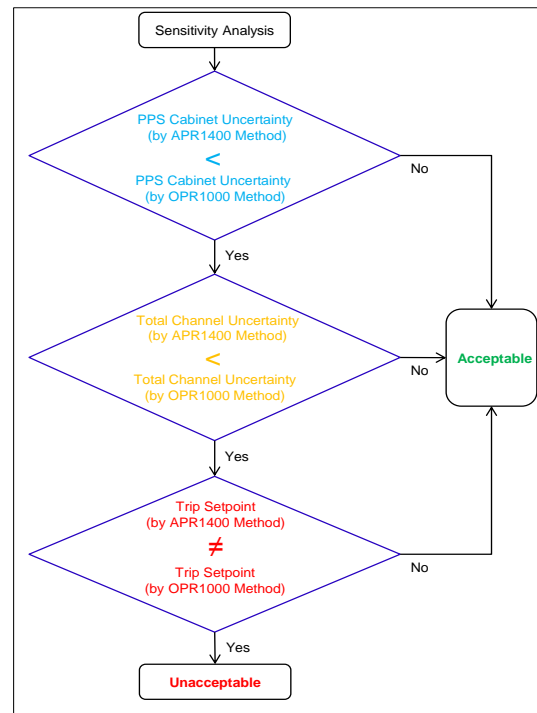 Sensitivity Analysis
PPS Cabinet Uncertainty
(by APR1400 Method)
<
PPS Cabinet Uncertainty
(by OPR1000 Method)
No
Yes
Total Channel Uncertainty
(by APR1400 Method)
<
Total Channel Uncertainty
(by OPR1000 Method)
No
Acceptable
Yes
Trip Setpoint
(by APR1400 Method)
≠
Trip Setpoint
(by OPR1000 Method)
No
Yes
Unacceptable